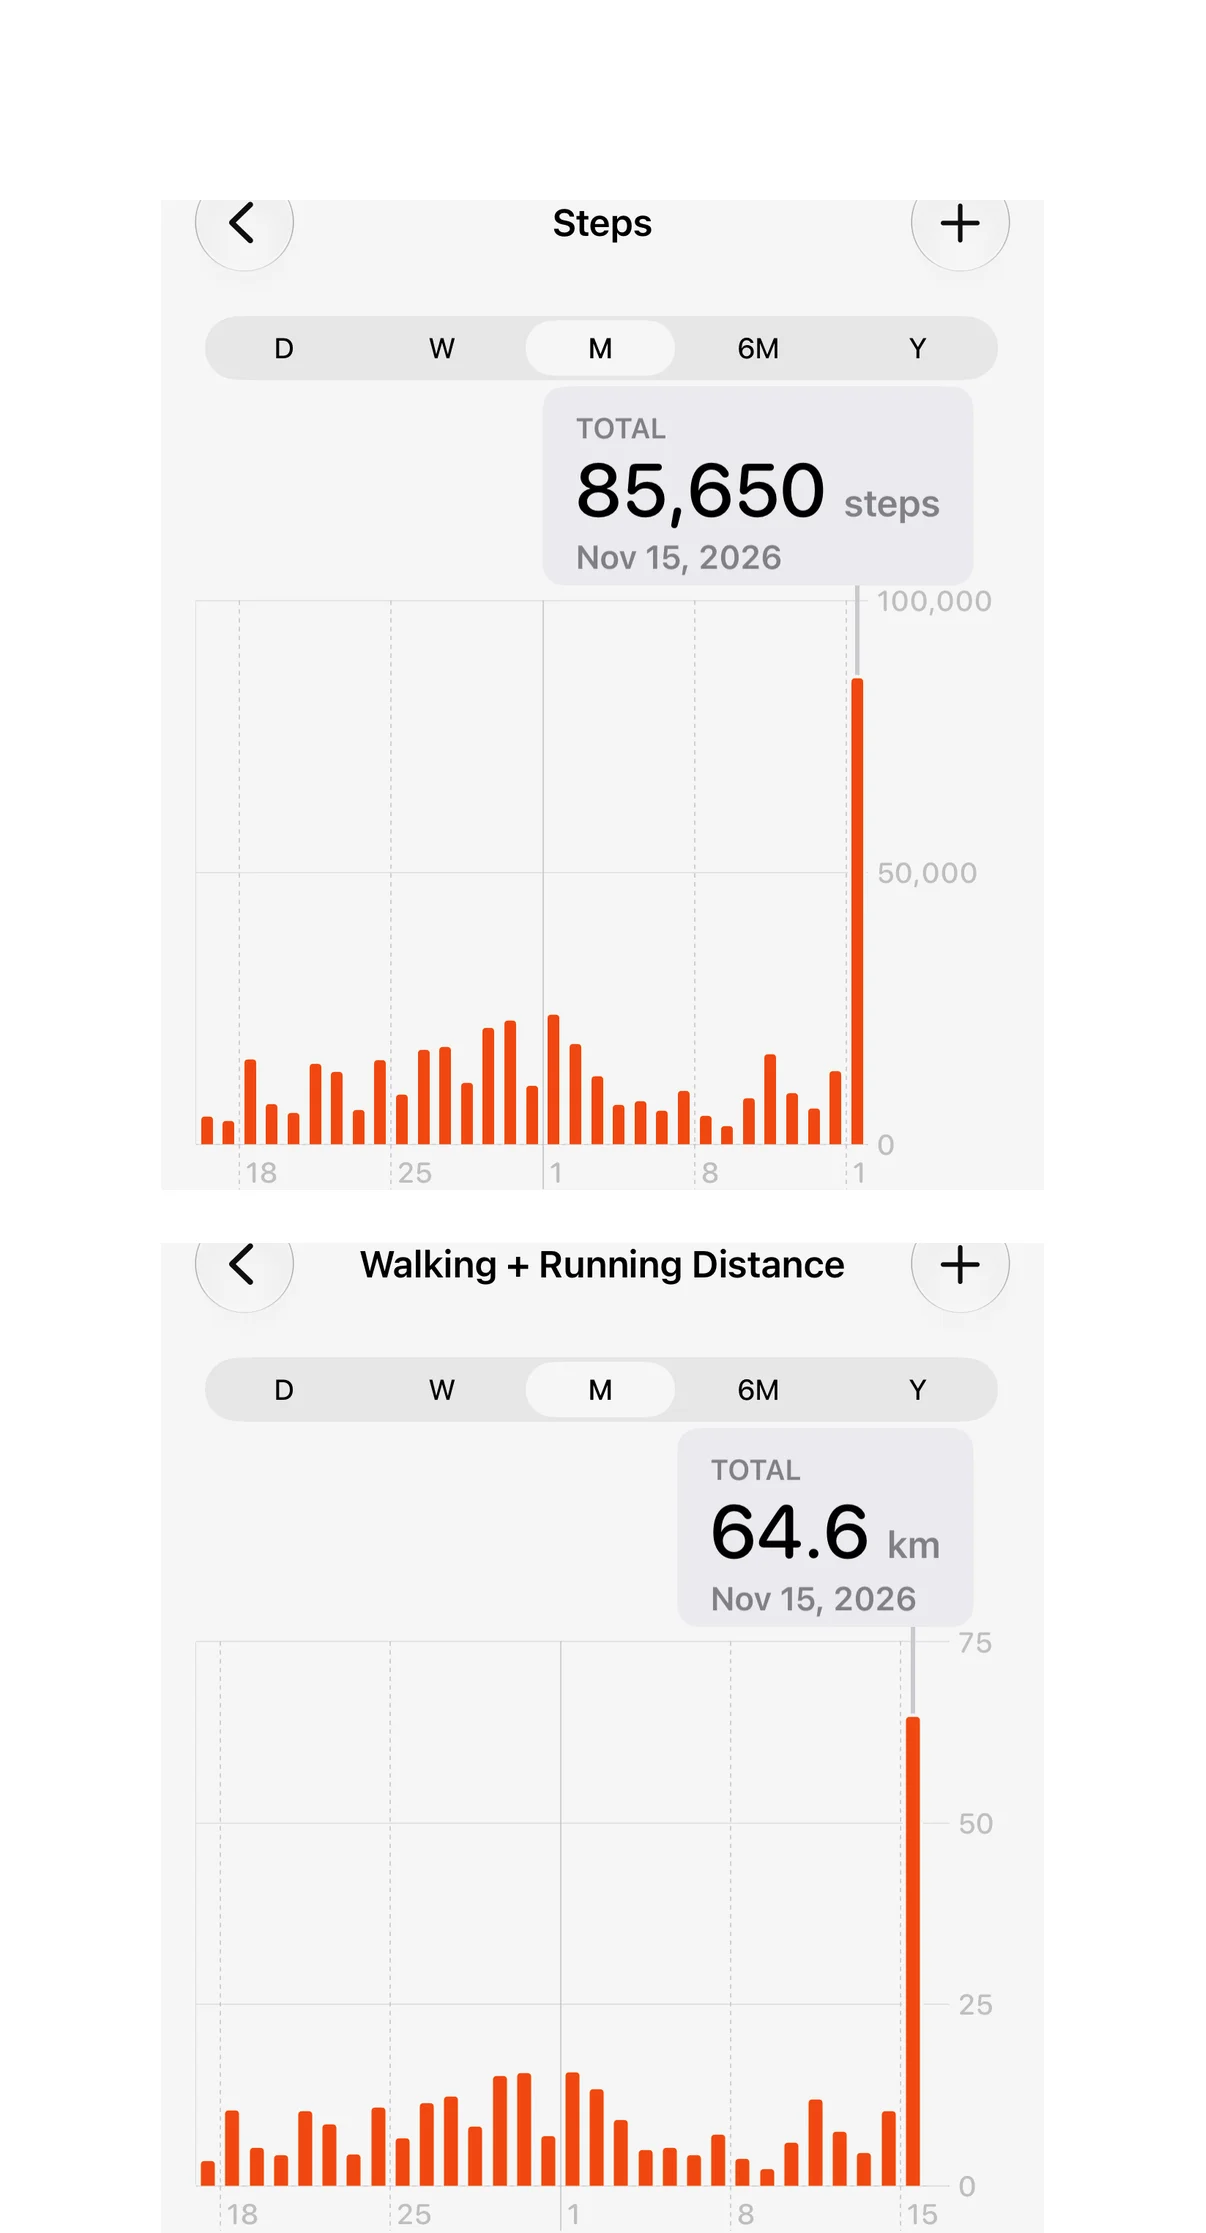 Steps
D W M 6M Y
TOTAL
85,650 steps
Nov 15, 2026
100,000
50,000
0
18 25 1 8 1
Walking + Running Distance
D W M 6M Y
TOTAL
64.6 km
Nov 15, 2026
75
50
25
0
18 25 1 8 15